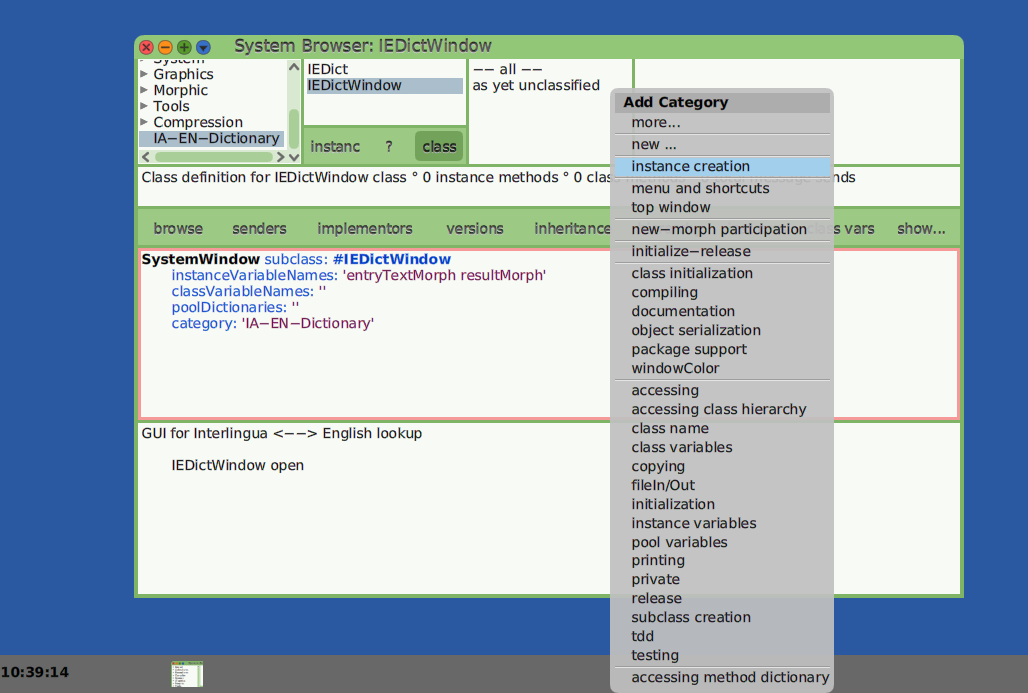 System Browser: IEDictWindow
System
Graphics
Morphic
Tools
Compression
IA−EN−Dictionary
IEDict
IEDictWindow
instanc ? class
−− all −−
as yet unclassified
Class definition for IEDictWindow class ° 0 instance methods ° 0 class sends
browse senders implementors versions inheritance vars show...
SystemWindow subclass: #IEDictWindow
instanceVariableNames: 'entryTextMorph resultMorph'
classVariableNames: ''
poolDictionaries: ''
category: 'IA−EN−Dictionary'
GUI for Interlingua <−−> English lookup
IEDictWindow open
Add Category
more...
new ...
instance creation
menu and shortcuts
top window
new−morph participation
initialize−release
class initialization
compiling
documentation
object serialization
package support
windowColor
accessing
accessing class hierarchy
class name
class variables
copying
fileIn/Out
initialization
instance variables
pool variables
printing
private
release
subclass creation
tdd
testing
accessing method dictionary
10:39:14